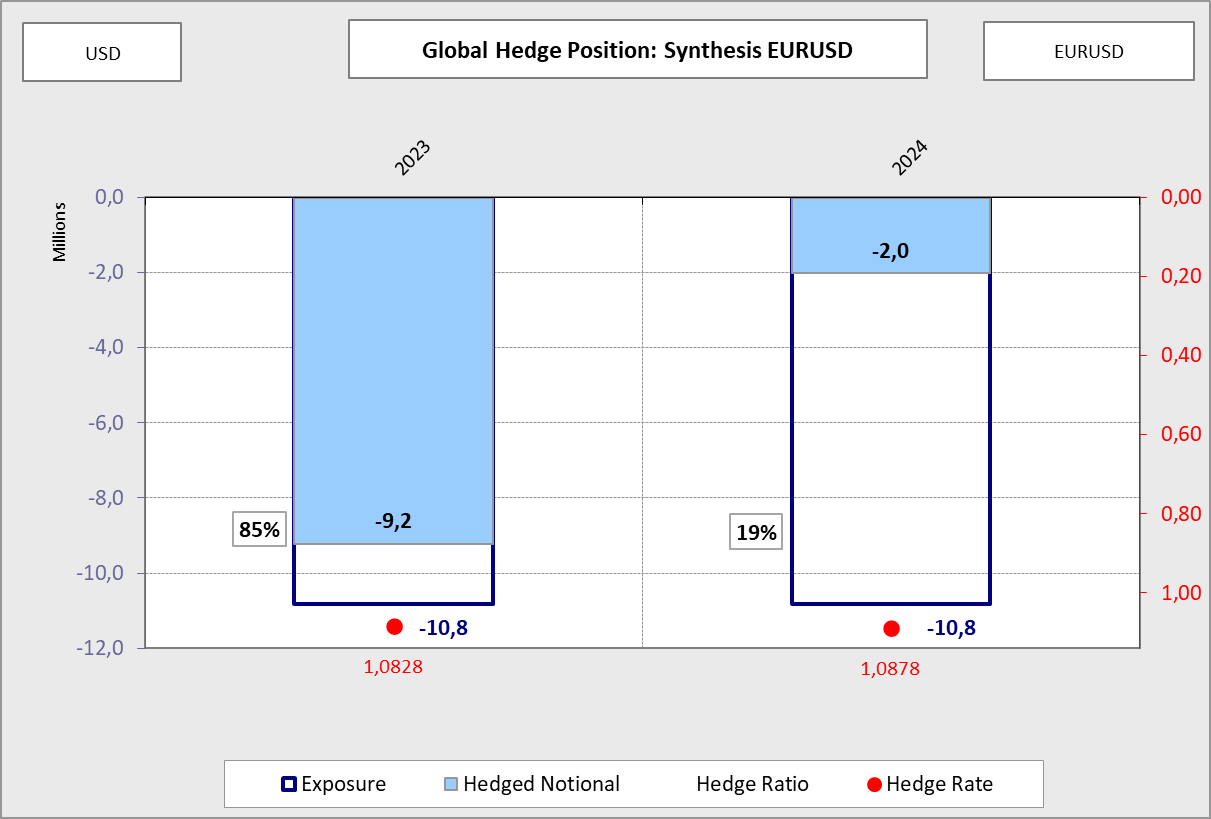 USD
Global Hedge Position: Synthesis EURUSD
EURUSD
2023
2024
Millions
0,0
-2,0
-4,0
-6,0
-8,0
-10,0
-12,0
0,00
0,20
0,40
0,60
0,80
1,00
-2,0
-9,2
85%
19%
-10,8
-10,8
1,0828
1,0878
Exposure
Hedged Notional
Hedge Ratio
Hedge Rate